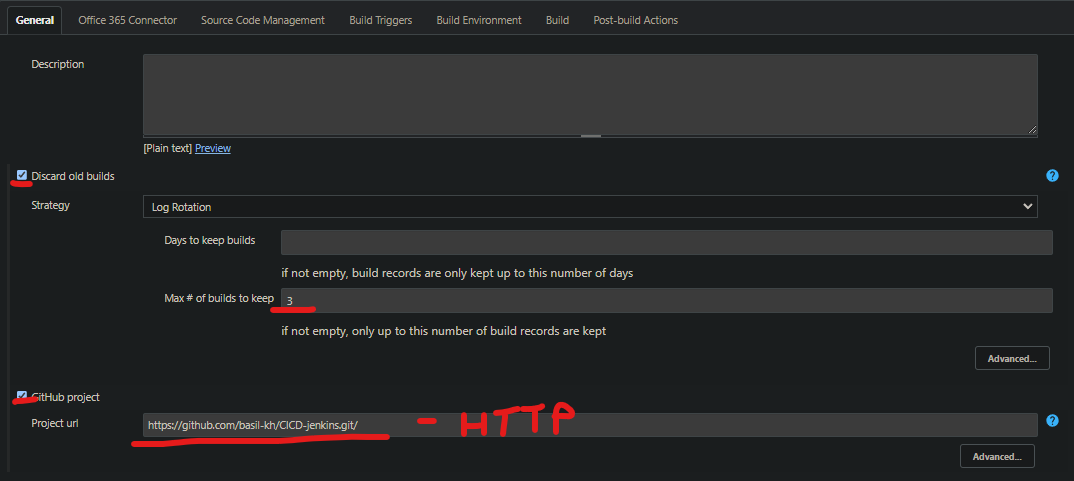 General Office 365 Connector Source Code Management Build Triggers Build Environment Build Post-build Actions
Description
[Plain text] Preview
Discard old builds ?
Strategy Log Rotation
Days to keep builds
if not empty, build records are only kept up to this number of days
Max # of builds to keep 3
if not empty, only up to this number of build records are kept
Advanced...
GitHub project
Project url https://github.com/basil-kh/CICD-jenkins.git/ - HTTP ?
Advanced...